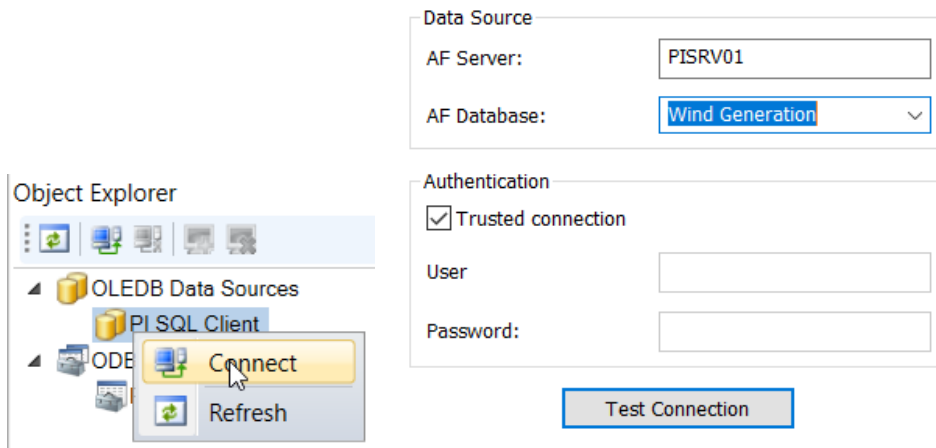 Data Source
AF Server: PISRV01
AF Database: Wind Generation
Authentication
Trusted connection
User
Password:
Test Connection
Object Explorer
OLEDB Data Sources
PI SQL Client
Connect
Refresh